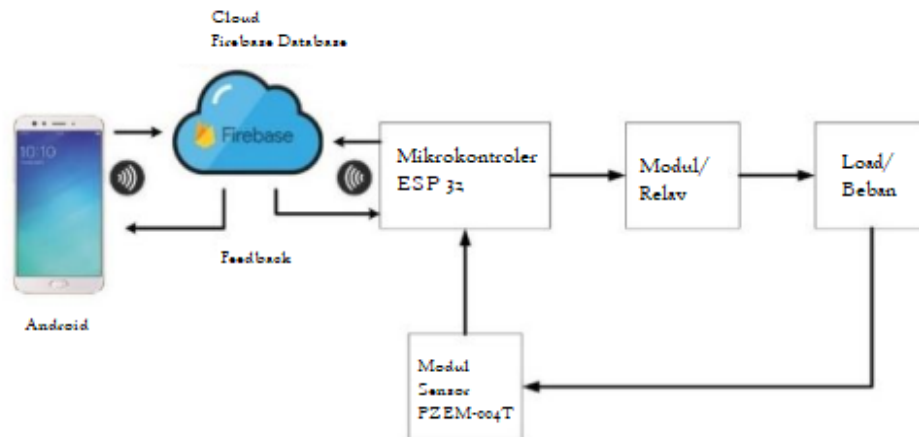 Cloud
Firebase Database
10:10
Firebase
Mikrokontroler
ESP 32
Modul/
Relay
Load/
Beban
Feedback
Android
Modul
Sensor
PZEM-004T